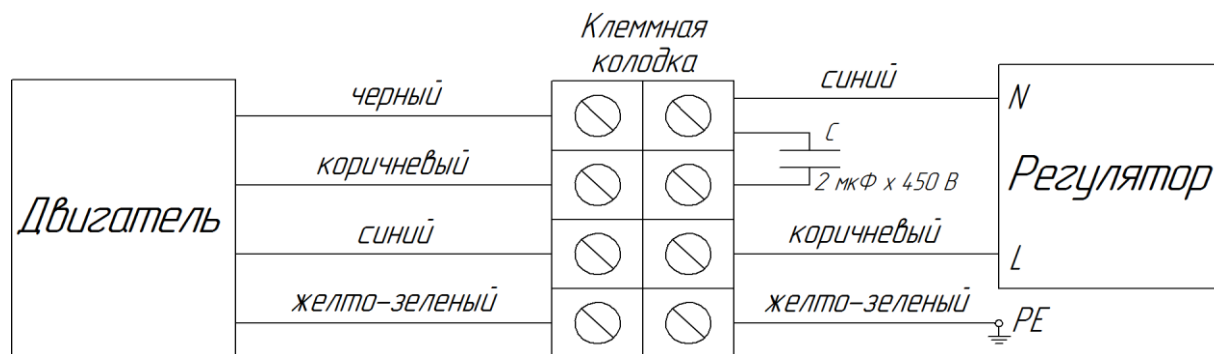 Клеммная
колодка
черный
синий
N
C
коричневый
2 мкФ x 450 В
Двигатель
Регулятор
синий
коричневый
L
желто-зеленый
желто-зеленый
PE